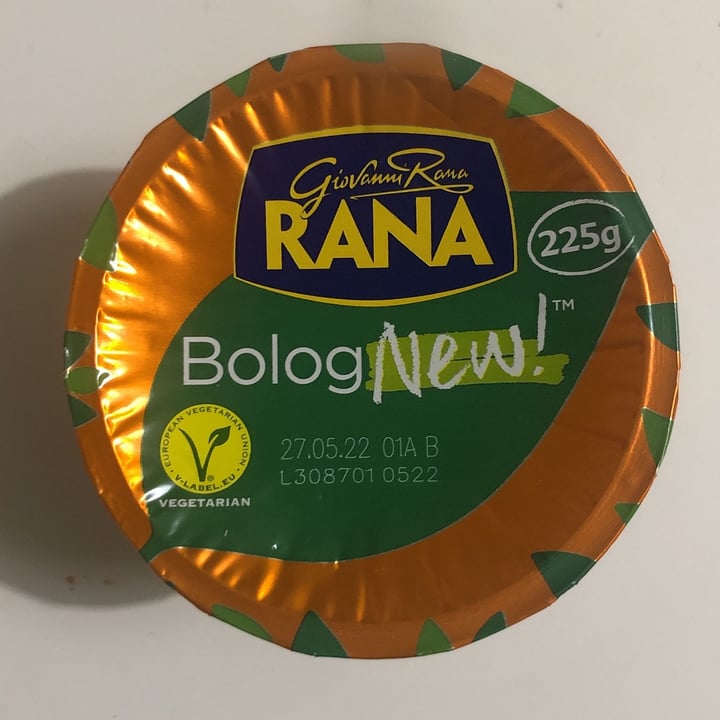 Giovanni Rana
RANA
225g
BologNew!™
EUROPEAN VEGETARIAN UNION
V-LABEL.EU
®
VEGETARIAN
27.05.22 01A B
L308701 0522